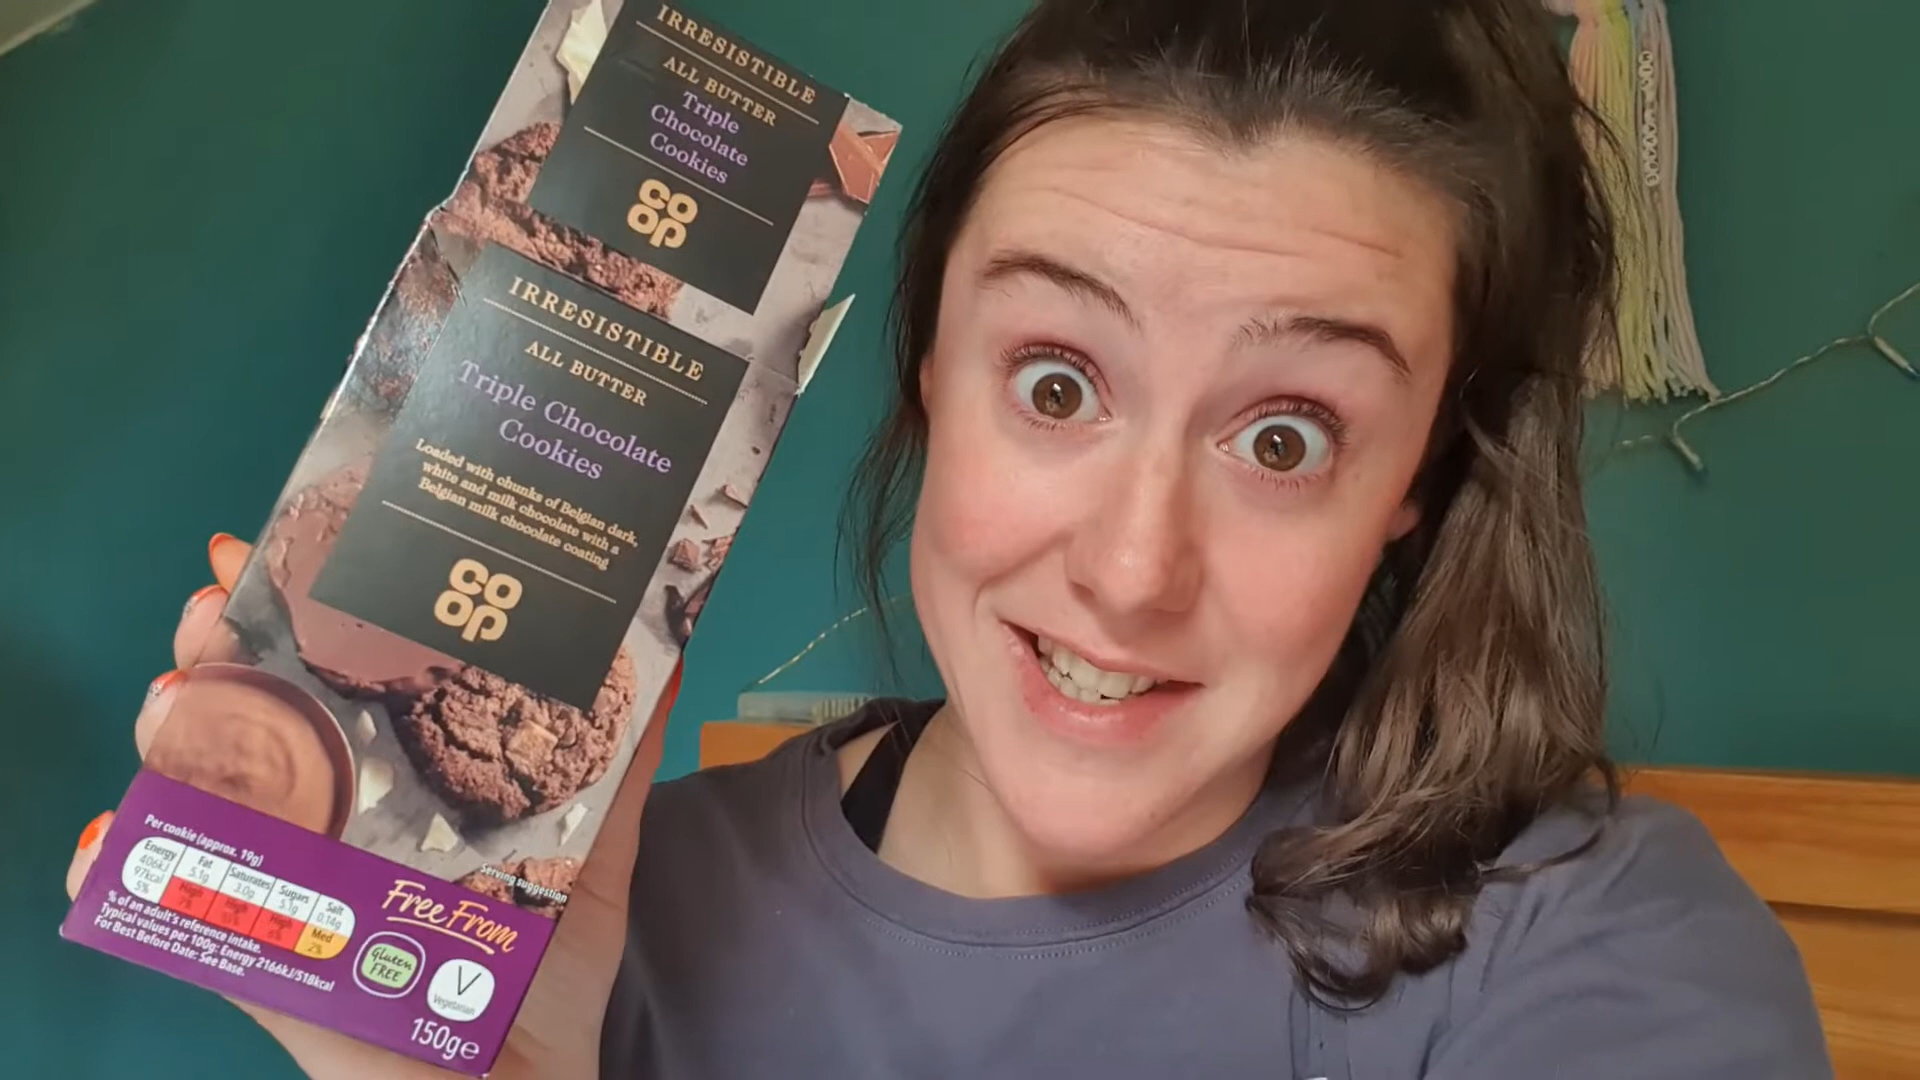 IRRESISTIBLE
ALL BUTTER
Triple
Chocolate
Cookies
CO
OP
IRRESISTIBLE
ALL BUTTER
Triple Chocolate
Cookies
Loaded with chunks of Belgian dark,
white and milk chocolate with a
Belgian milk chocolate coating
CO
OP
Serving suggestion
Per cookie (approx. 19g)
Energy Fat Saturates Sugars Salt
406kJ 5.1g 3.0g 5.1g 0.14g
97kcal High High High Med
5% 7% 2%
% of an adult's reference intake.
Typical values per 100g: Energy 2166kJ/518kcal
For Best Before Date: See Base.
Free From
Gluten
FREE
V
Vegetarian
150g e